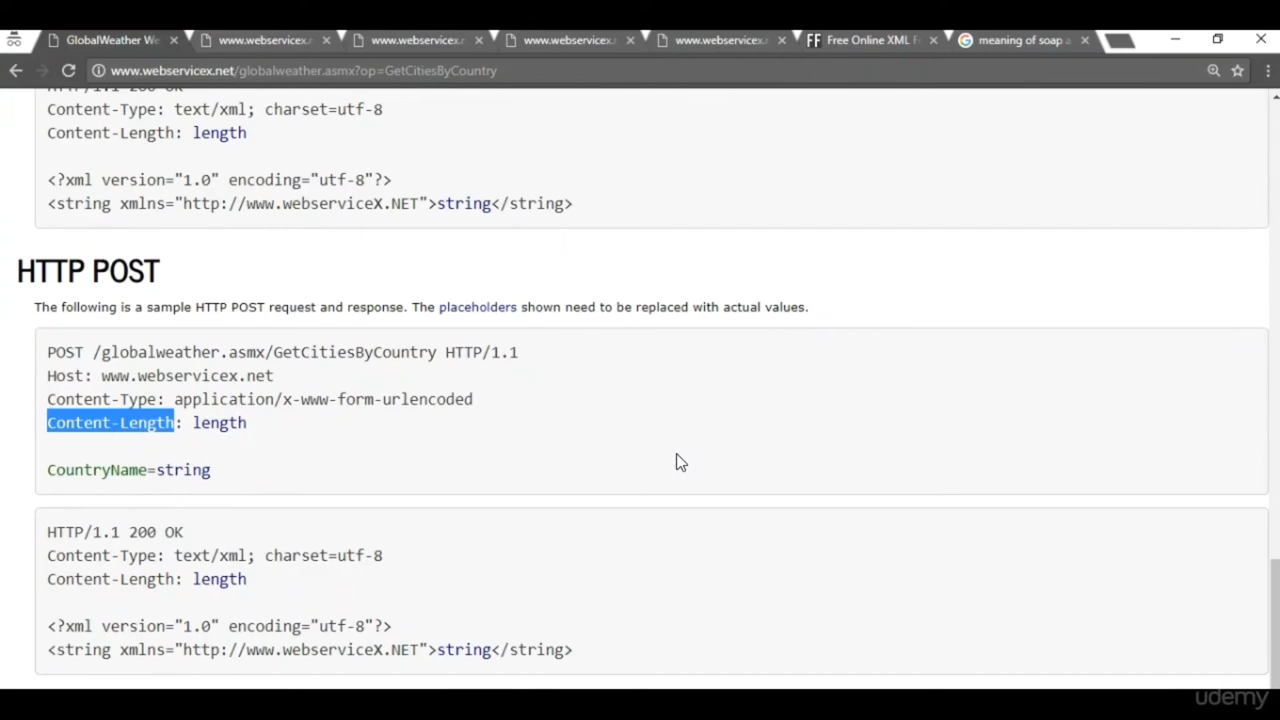 GlobalWeather We
www.webservicex.n
www.webservicex.n
www.webservicex.n
www.webservicex.n
FF Free Online XML F
meaning of soap a
www.webservicex.net/globalweather.asmx?op=GetCitiesByCountry
HTTP/1.1 200 OK
Content-Type: text/xml; charset=utf-8
Content-Length: length
<?xml version="1.0" encoding="utf-8"?>
<string xmlns="http://www.webserviceX.NET">string</string>
HTTP POST
The following is a sample HTTP POST request and response. The placeholders shown need to be replaced with actual values.
POST /globalweather.asmx/GetCitiesByCountry HTTP/1.1
Host: www.webservicex.net
Content-Type: application/x-www-form-urlencoded
Content-Length: length
CountryName=string
HTTP/1.1 200 OK
Content-Type: text/xml; charset=utf-8
Content-Length: length
<?xml version="1.0" encoding="utf-8"?>
<string xmlns="http://www.webserviceX.NET">string</string>
udemy